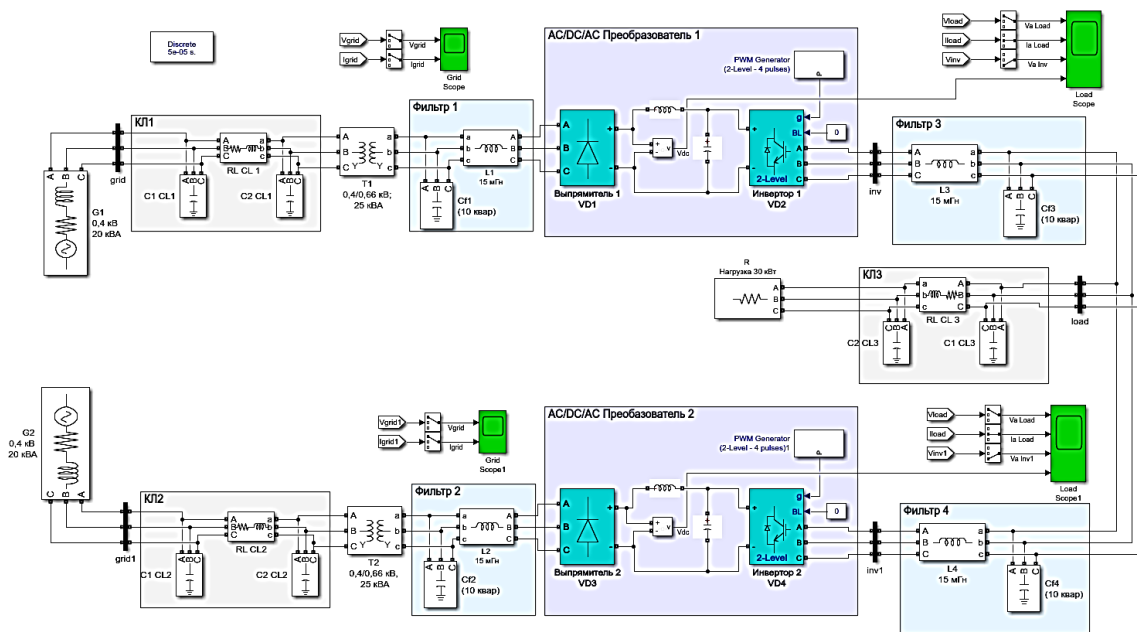 Discrete
5e-05 s.
Vgrid
Igrid
Vgrid
Igrid
Grid
Scope
AC/DC/AC Преобазователь 1
PWM Generator
(2-Level - 4 pulses)
P
Vload
Iload
Vinv
Va Load
Ia Load
Va Inv
Load
Scope
КЛ1
A
B
C
a
b
c
RL CL 1
C1 CL1
C2 CL1
A B C
A B C
grid
A B C
G1
0,4 кВ
20 кВА
A
B
C
a
b
c
Y
T1
0,4/0,66 кВ;
25 кВА
Фильтр 1
a
b
c
A
B
C
L1
15 мГн
A B C
Cf1
(10 квар)
A
B
C
+
-
Выпрямитель 1
VD1
+
-
v
Vdc
+
-
g
BL
A
B
C
2-Level
Инвертор 1
VD2
0
inv
Фильтр 3
A
B
C
a
b
c
L3
15 мГн
A B C
Cf3
(10 квар)
R
Нагрузка 30 кВт
A
B
C
КЛ3
a
b
c
A
B
C
RL CL 3
C2 CL3
C1 CL3
C B A
C B A
load
G2
0,4 кВ
20 кВА
C B A
grid1
КЛ2
A
B
C
a
b
c
RL CL2
C1 CL2
C2 CL2
A B C
A B C
A
B
C
a
b
c
Y
T2
0,4/0,66 кВ,
25 кВА
Vgrid1
Igrid1
Vgrid
Igrid
Grid
Scope1
Фильтр 2
a
b
c
A
B
C
L2
15 мГн
A B C
Cf2
(10 квар)
AC/DC/AC Преобазователь 2
PWM Generator
(2-Level - 4 pulses)1
P
A
B
C
+
-
Выпрямитель 2
VD3
+
-
v
Vdc
+
-
g
BL
A
B
C
2-Level
Инвертор 2
VD4
0
inv1
Vload
Iload
Vinv1
Va Load
Ia Load
Va Inv1
Load
Scope1
Фильтр 4
A
B
C
a
b
c
L4
15 мГн
A B C
Cf4
(10 квар)